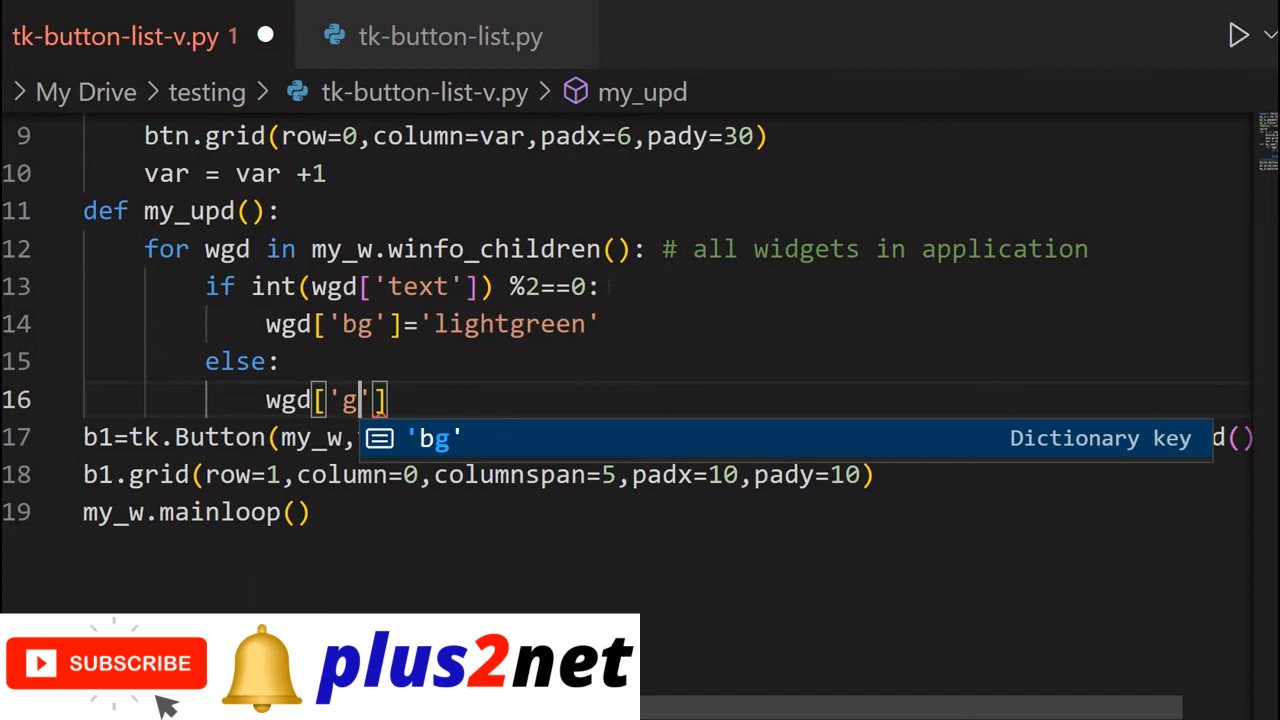 tk-button-list-v.py 1 tk-button-list.py
My Drive testing tk-button-list-v.py my_upd
9 btn.grid(row=0,column=var,padx=6,pady=30)
10 var = var +1
11 def my_upd():
12 for wgd in my_w.winfo_children(): # all widgets in application
13 if int(wgd['text']) %2==0:
14 wgd['bg']='lightgreen'
15 else:
16 wgd['g']
17 b1=tk.Button(my_w, d()
'bg' Dictionary key
18 b1.grid(row=1,column=0,columnspan=5,padx=10,pady=10)
19 my_w.mainloop()
SUBSCRIBE plus2net